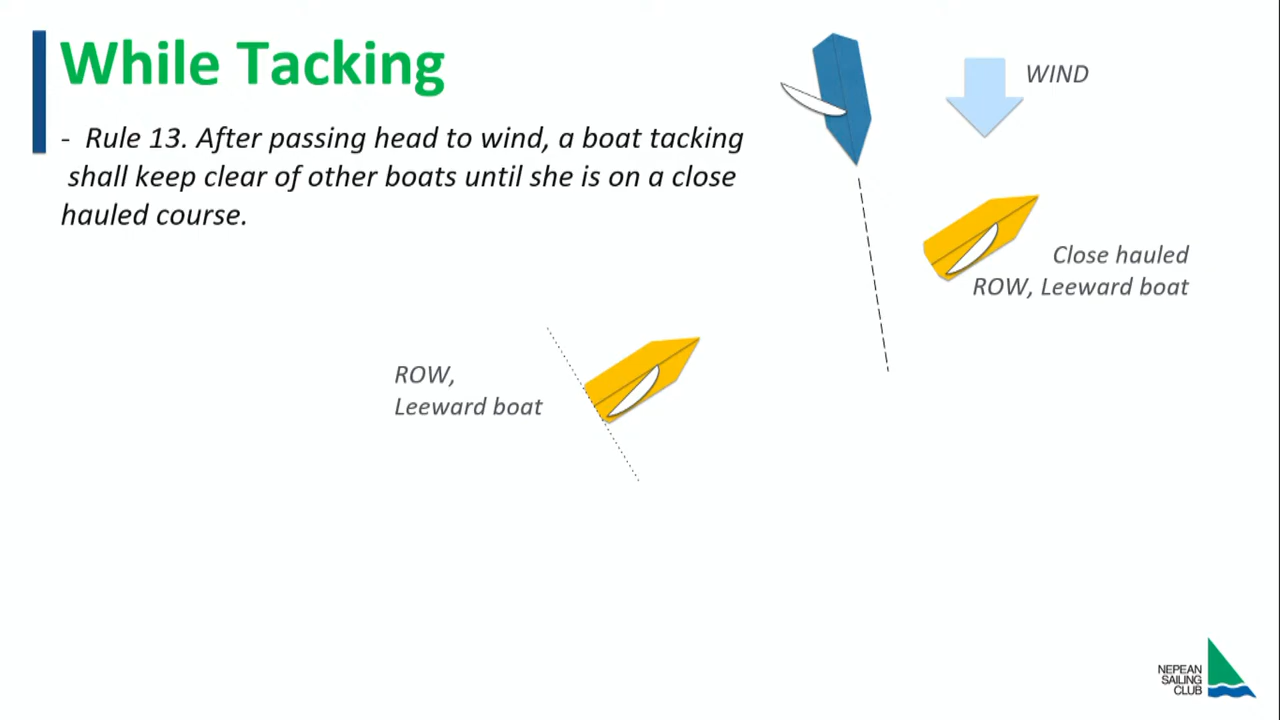 While Tacking
- Rule 13. After passing head to wind, a boat tacking
shall keep clear of other boats until she is on a close
hauled course.
WIND
Close hauled
ROW, Leeward boat
ROW,
Leeward boat
NEPEAN
SAILING
CLUB